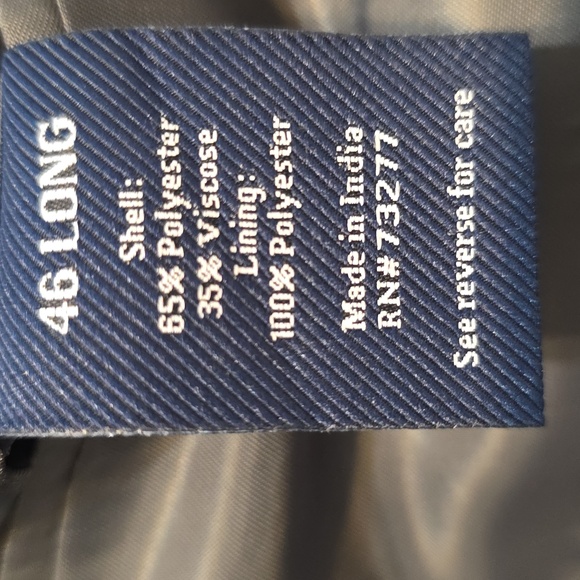 46 LONG
Shell:
65% Polyester
35% Viscose
Lining:
100% Polyester
Made in India
RN# 73277
See reverse for care